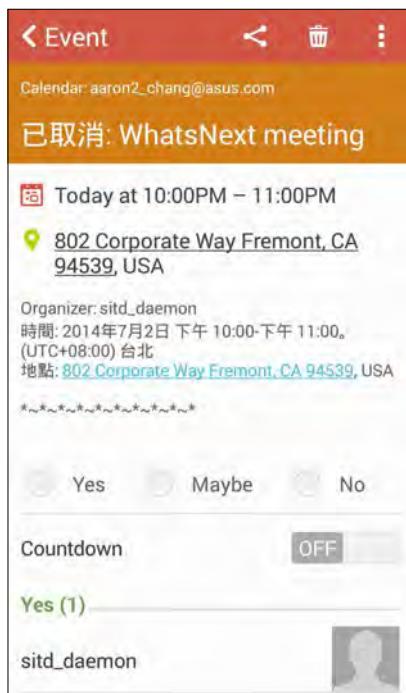 Event
Calendar: aaron2_chang@asus.com
已取消: WhatsNext meeting
Today at 10:00PM – 11:00PM
802 Corporate Way Fremont, CA
94539, USA
Organizer: sitd_daemon
時間: 2014年7月2日 下午 10:00-下午 11:00。
(UTC+08:00) 台北
地點: 802 Corporate Way Fremont, CA 94539, USA
*~*~*~*~*~*~*~*~*~*
Yes Maybe No
Countdown OFF
Yes (1)
sitd_daemon